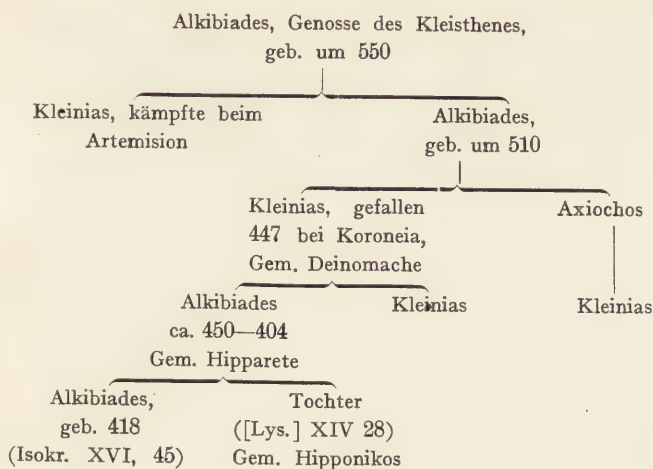 Alkibiades, Genosse des Kleisthenes,
geb. um 550
Kleinias, kämpfte beim
Artemision
Alkibiades,
geb. um 510
Kleinias, gefallen
447 bei Koroneia,
Gem. Deinomache
Axiochos
Alkibiades
ca. 450—404
Gem. Hipparete
Kleinias
Kleinias
Alkibiades,
geb. 418
(Isokr. XVI, 45)
Tochter
([Lys.] XIV 28)
Gem. Hipponikos